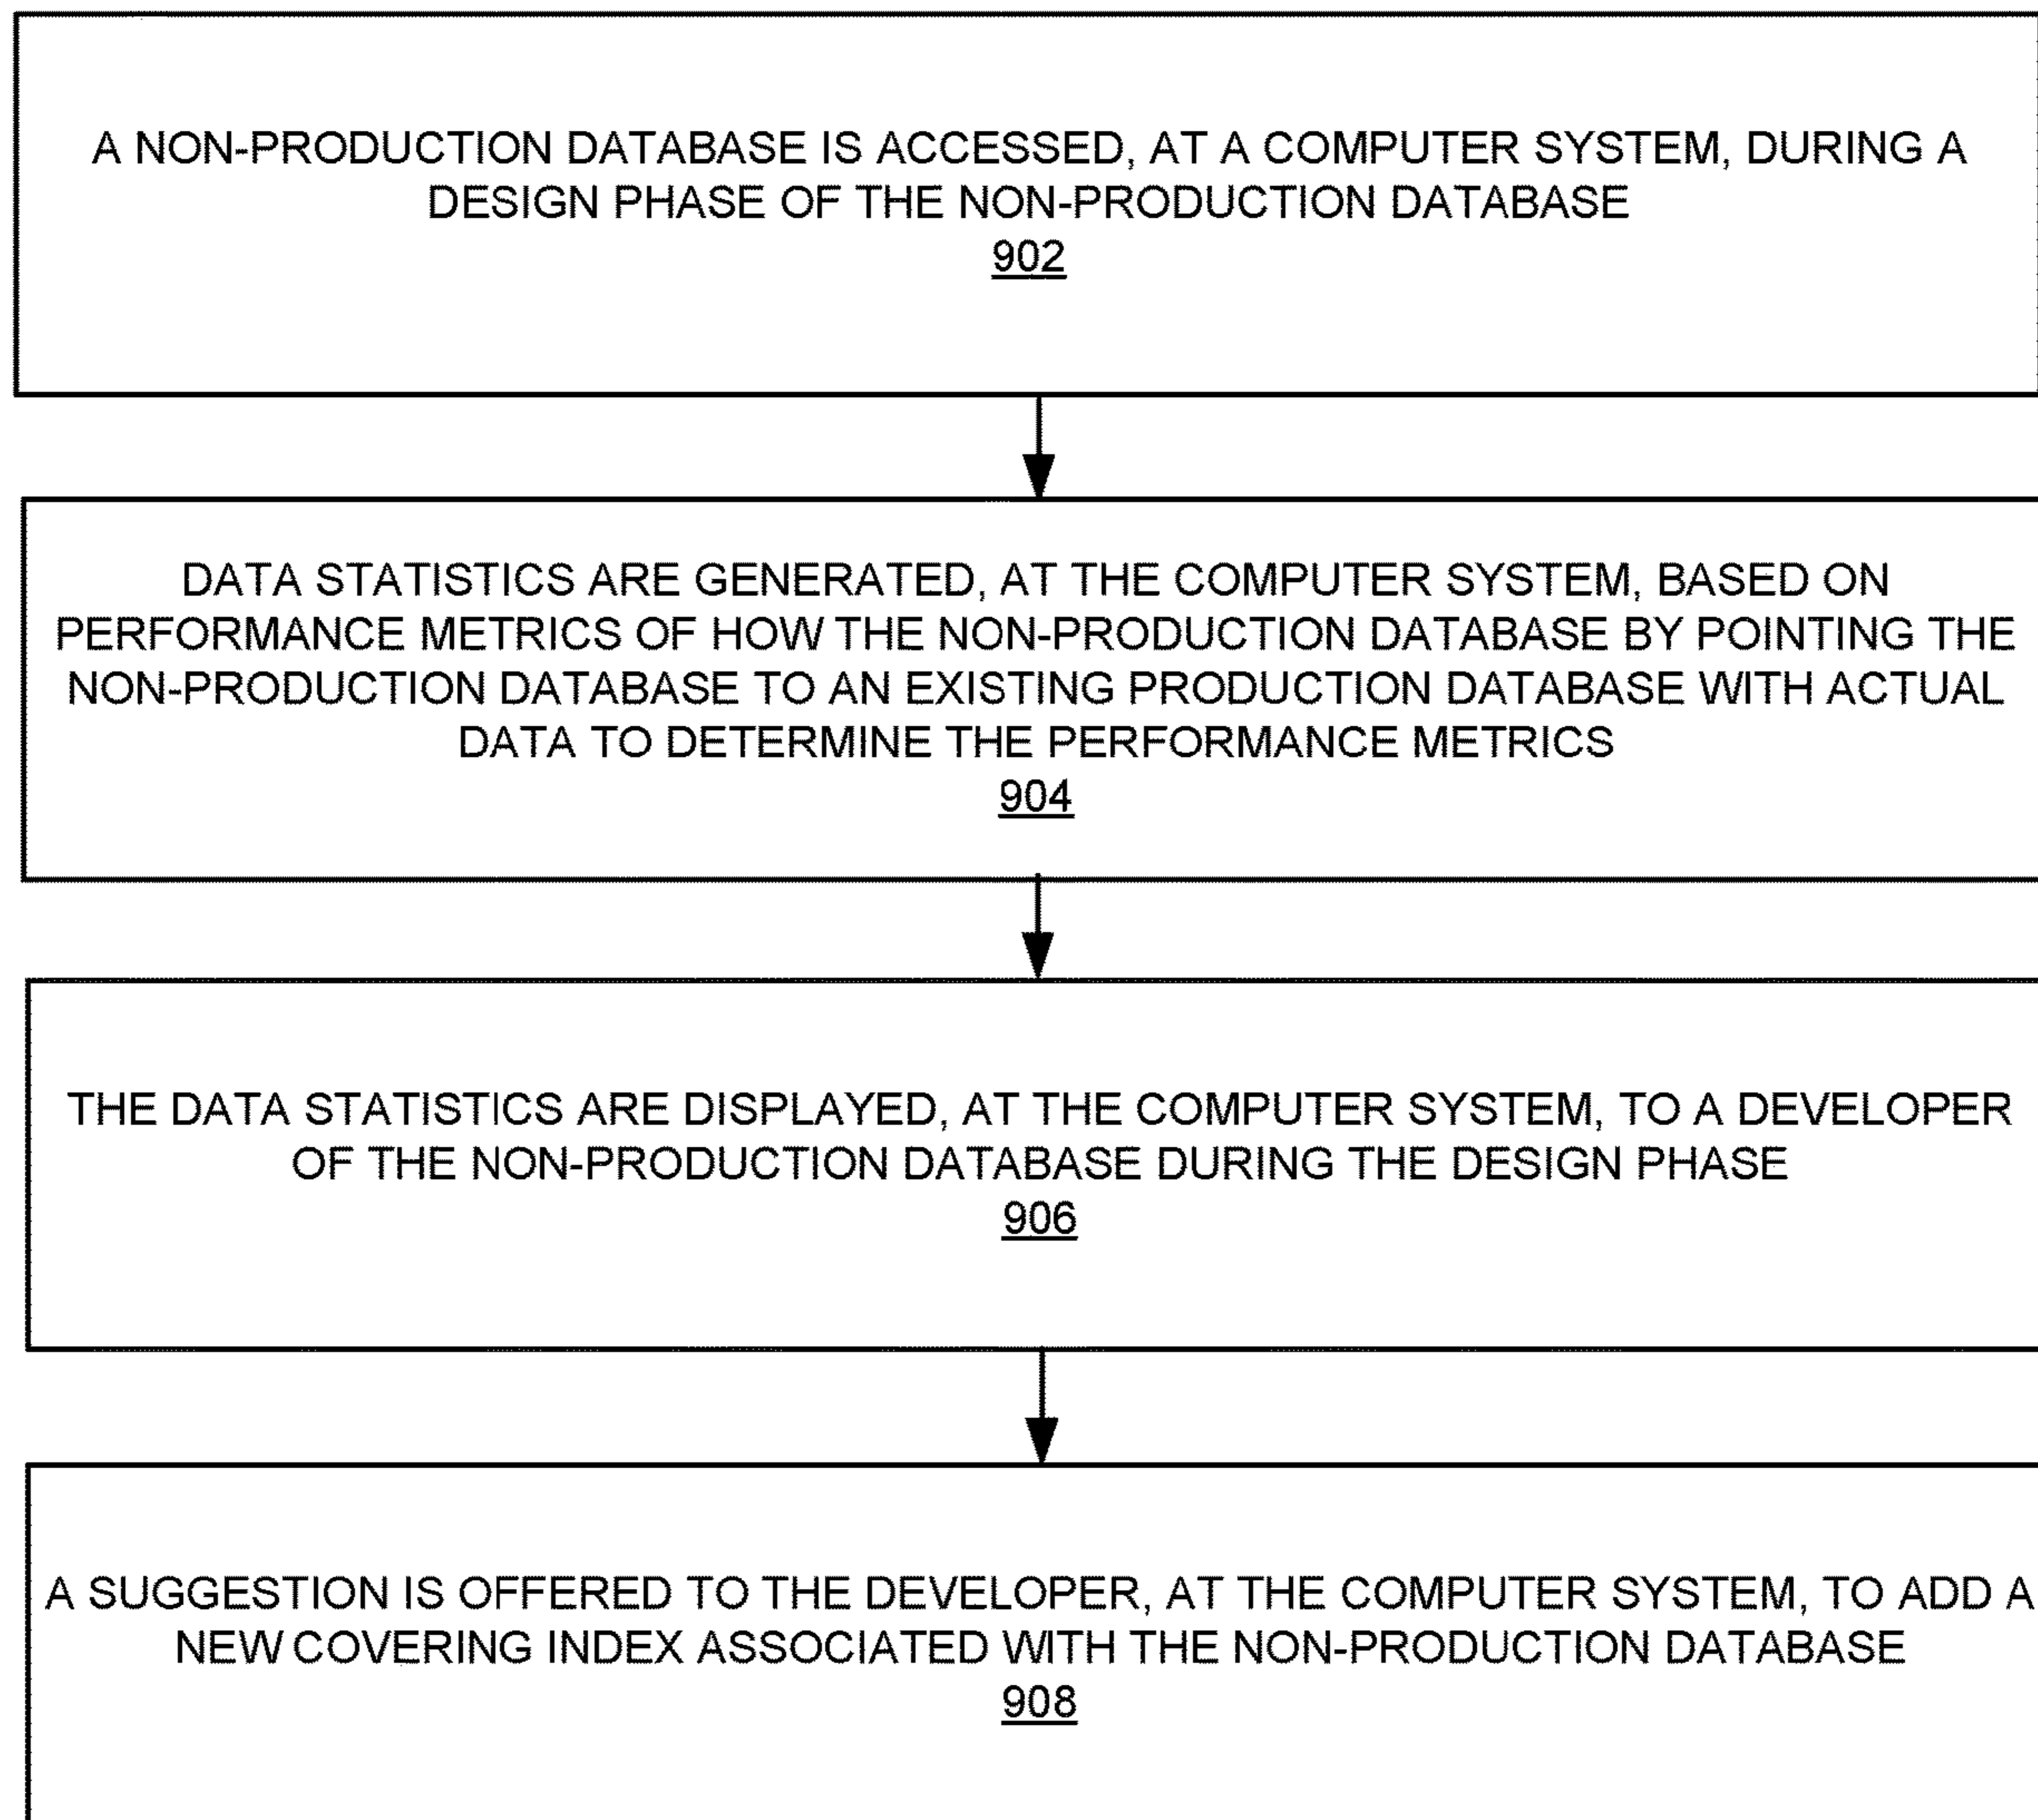 A NON-PRODUCTION DATABASE IS ACCESSED, AT A COMPUTER SYSTEM, DURING A
DESIGN PHASE OF THE NON-PRODUCTION DATABASE
902
DATA STATISTICS ARE GENERATED, AT THE COMPUTER SYSTEM, BASED ON
PERFORMANCE METRICS OF HOW THE NON-PRODUCTION DATABASE BY POINTING THE
NON-PRODUCTION DATABASE TO AN EXISTING PRODUCTION DATABASE WITH ACTUAL
DATA TO DETERMINE THE PERFORMANCE METRICS
904
THE DATA STATISTICS ARE DISPLAYED, AT THE COMPUTER SYSTEM, TO A DEVELOPER
OF THE NON-PRODUCTION DATABASE DURING THE DESIGN PHASE
906
A SUGGESTION IS OFFERED TO THE DEVELOPER, AT THE COMPUTER SYSTEM, TO ADD A
NEW COVERING INDEX ASSOCIATED WITH THE NON-PRODUCTION DATABASE
908